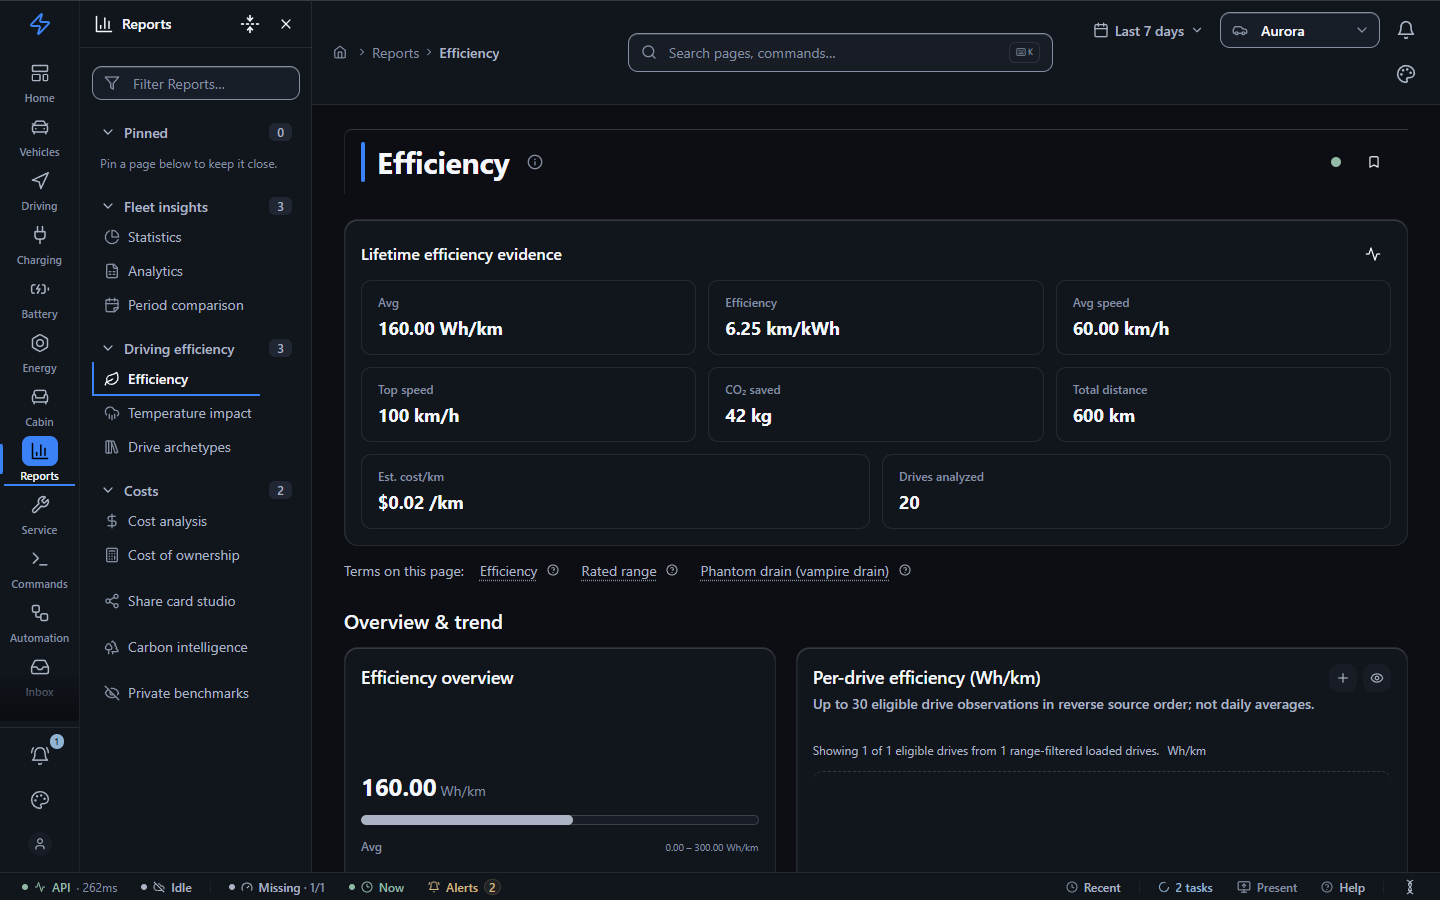 Reports
Home
Vehicles
Driving
Charging
Battery
Energy
Cabin
Reports
Service
Commands
Automation
Inbox
1
Filter Reports...
Pinned 0
Pin a page below to keep it close.
Fleet insights 3
Statistics
Analytics
Period comparison
Driving efficiency 3
Efficiency
Temperature impact
Drive archetypes
Costs 2
Cost analysis
Cost of ownership
Share card studio
Carbon intelligence
Private benchmarks
Reports Efficiency
Search pages, commands... K
Last 7 days
Aurora
Efficiency
Lifetime efficiency evidence
Avg
160.00 Wh/km
Efficiency
6.25 km/kWh
Avg speed
60.00 km/h
Top speed
100 km/h
CO₂ saved
42 kg
Total distance
600 km
Est. cost/km
$0.02 /km
Drives analyzed
20
Terms on this page: Efficiency Rated range Phantom drain (vampire drain)
Overview & trend
Efficiency overview
160.00 Wh/km
Avg 0.00 – 300.00 Wh/km
Per-drive efficiency (Wh/km)
Up to 30 eligible drive observations in reverse source order; not daily averages.
Showing 1 of 1 eligible drives from 1 range-filtered loaded drives. Wh/km
API · 262ms Idle Missing · 1/1 Now Alerts 2 Recent 2 tasks Present Help